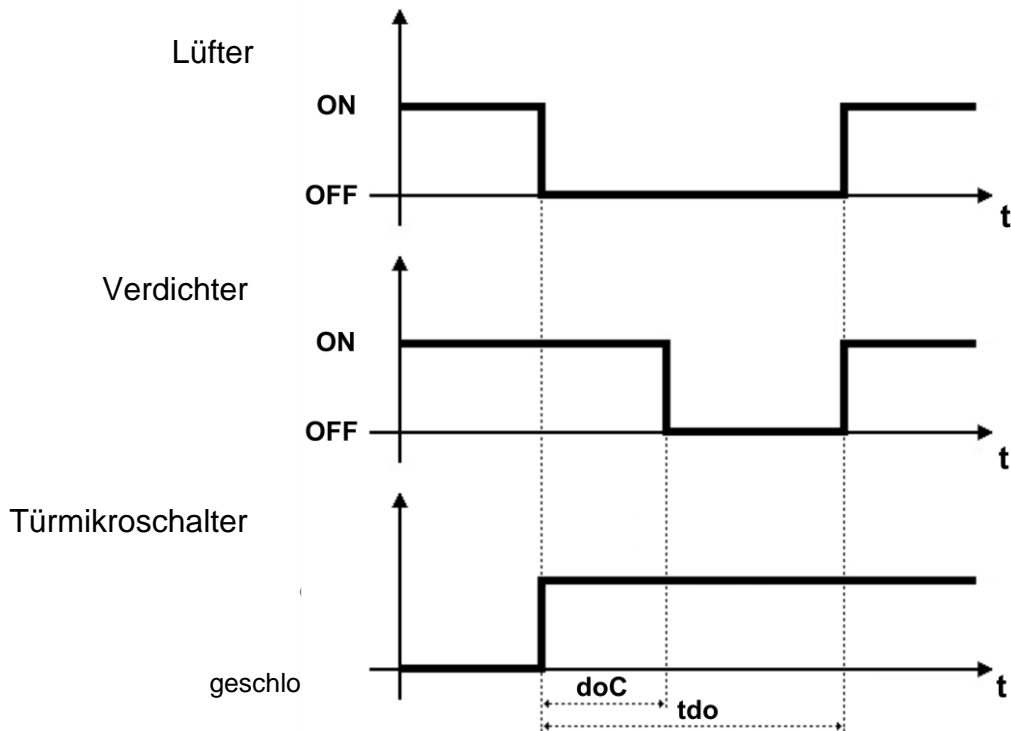 Lüfter
ON
OFF
t
Verdichter
ON
OFF
t
Türmikroschalter
geschlo
t
doC
tdo